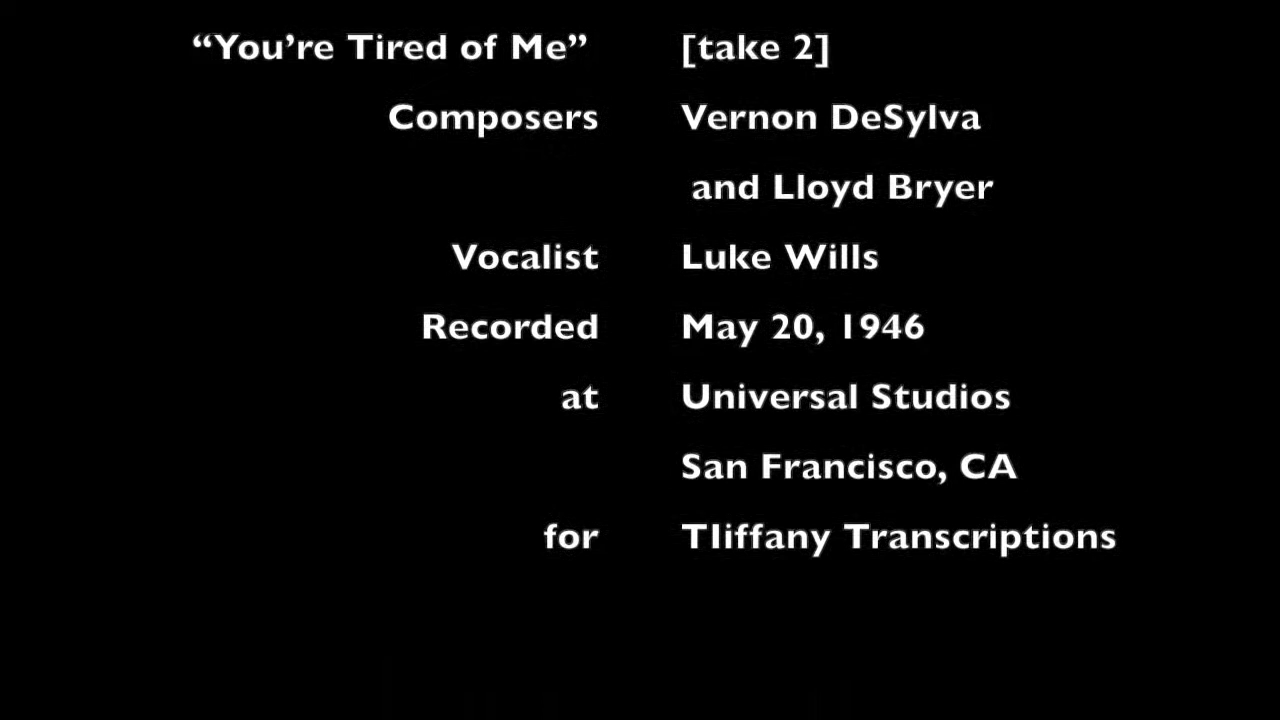 “You’re Tired of Me” [take 2]
Composers Vernon DeSylva
and Lloyd Bryer
Vocalist Luke Wills
Recorded May 20, 1946
at Universal Studios
San Francisco, CA
for TIiffany Transcriptions